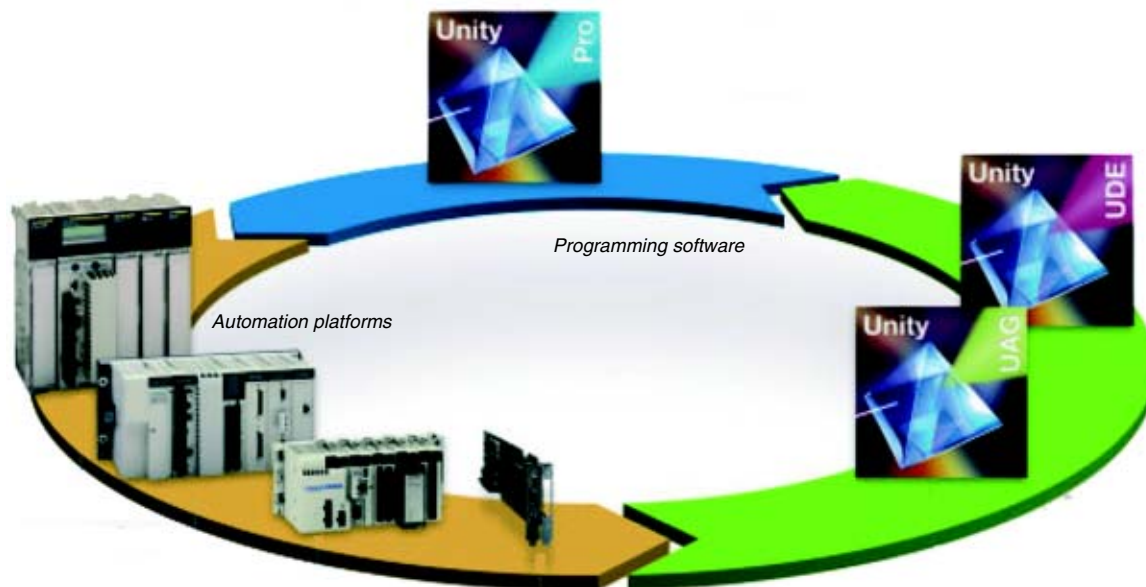 Unity
Pro
Programming software
Unity
UDE
Automation platforms
Unity
UAG